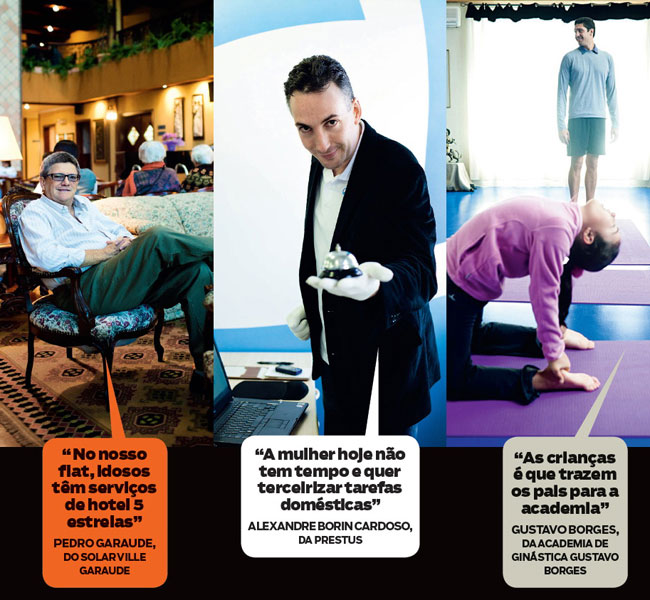 “No nosso
flat, idosos
têm serviços
de hotel 5
estrelas”
PEDRO GARAUDE,
DO SOLAR VILLE
GARAUDE
“A mulher hoje não
tem tempo e quer
terceirizar tarefas
domésticas”
ALEXANDRE BORIN CARDOSO,
DA PRESTUS
“As crianças
é que trazem
os pais para a
academia”
GUSTAVO BORGES,
DA ACADEMIA DE
GINÁSTICA GUSTAVO
BORGES